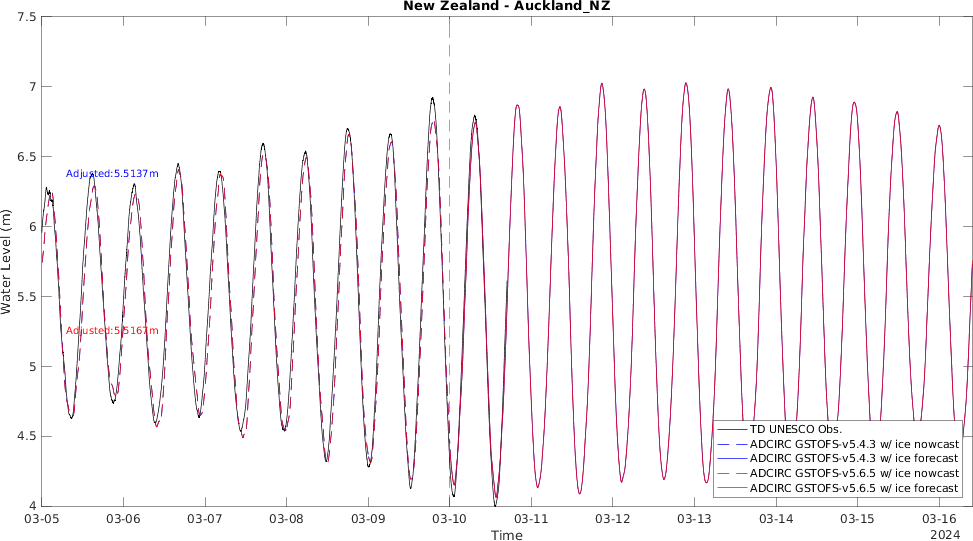 New Zealand - Auckland_NZ
7.5
7
6.5
6
5.5
5
4.5
4
Water Level (m)
Adjusted:5.5137m
Adjusted:5.5167m
TD UNESCO Obs.
ADCIRC GSTOFS-v5.4.3 w/ ice nowcast
ADCIRC GSTOFS-v5.4.3 w/ ice forecast
ADCIRC GSTOFS-v5.6.5 w/ ice nowcast
ADCIRC GSTOFS-v5.6.5 w/ ice forecast
03-05 03-06 03-07 03-08 03-09 03-10 03-11 03-12 03-13 03-14 03-15 03-16
2024
Time